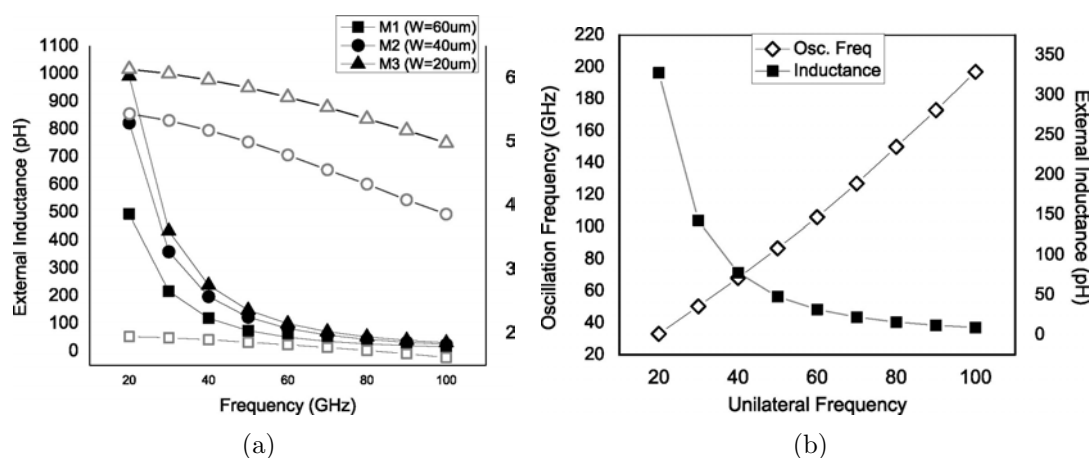 1100
1000
900
800
700
600
500
400
300
200
100
0
External Inductance (pH)
M1 (W=60um)
M2 (W=40um)
M3 (W=20um)
6
5
4
3
2
20 40 60 80 100
Frequency (GHz)
(a)
220
200
180
160
140
120
100
80
60
40
20
Oscillation Frequency (GHz)
Osc. Freq
Inductance
350
300
250
200
150
100
50
0
External Inductance (pH)
20 40 60 80 100
Unilateral Frequency
(b)